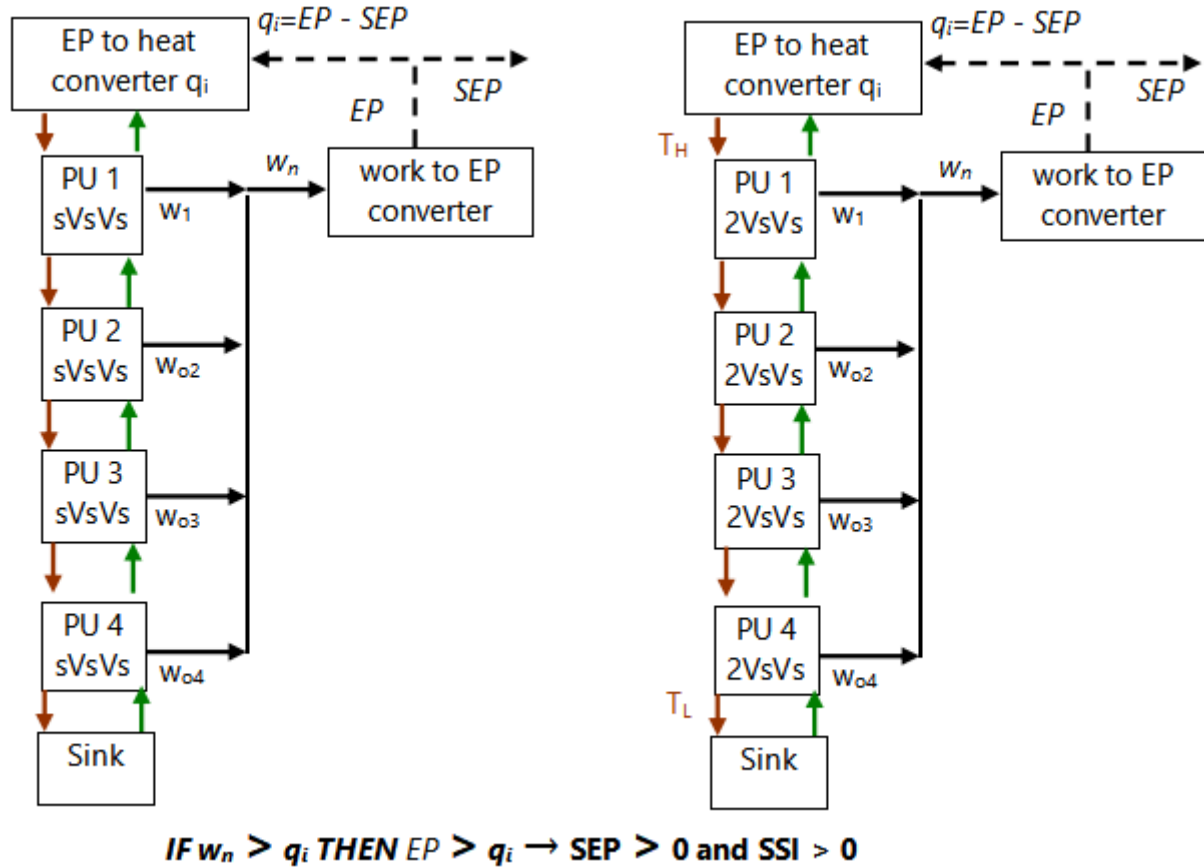 qi=EP - SEP
EP to heat
converter qi
EP
SEP
PU 1
sVsVs
w1
wn
work to EP
converter
PU 2
sVsVs
wo2
PU 3
sVsVs
wo3
PU 4
sVsVs
wo4
Sink
qi=EP - SEP
EP to heat
converter qi
EP
SEP
TH
PU 1
2VsVs
w1
wn
work to EP
converter
PU 2
2VsVs
wo2
PU 3
2VsVs
wo3
PU 4
2VsVs
wo4
TL
Sink
IF wn > qi THEN EP > qi → SEP > 0 and SSI > 0